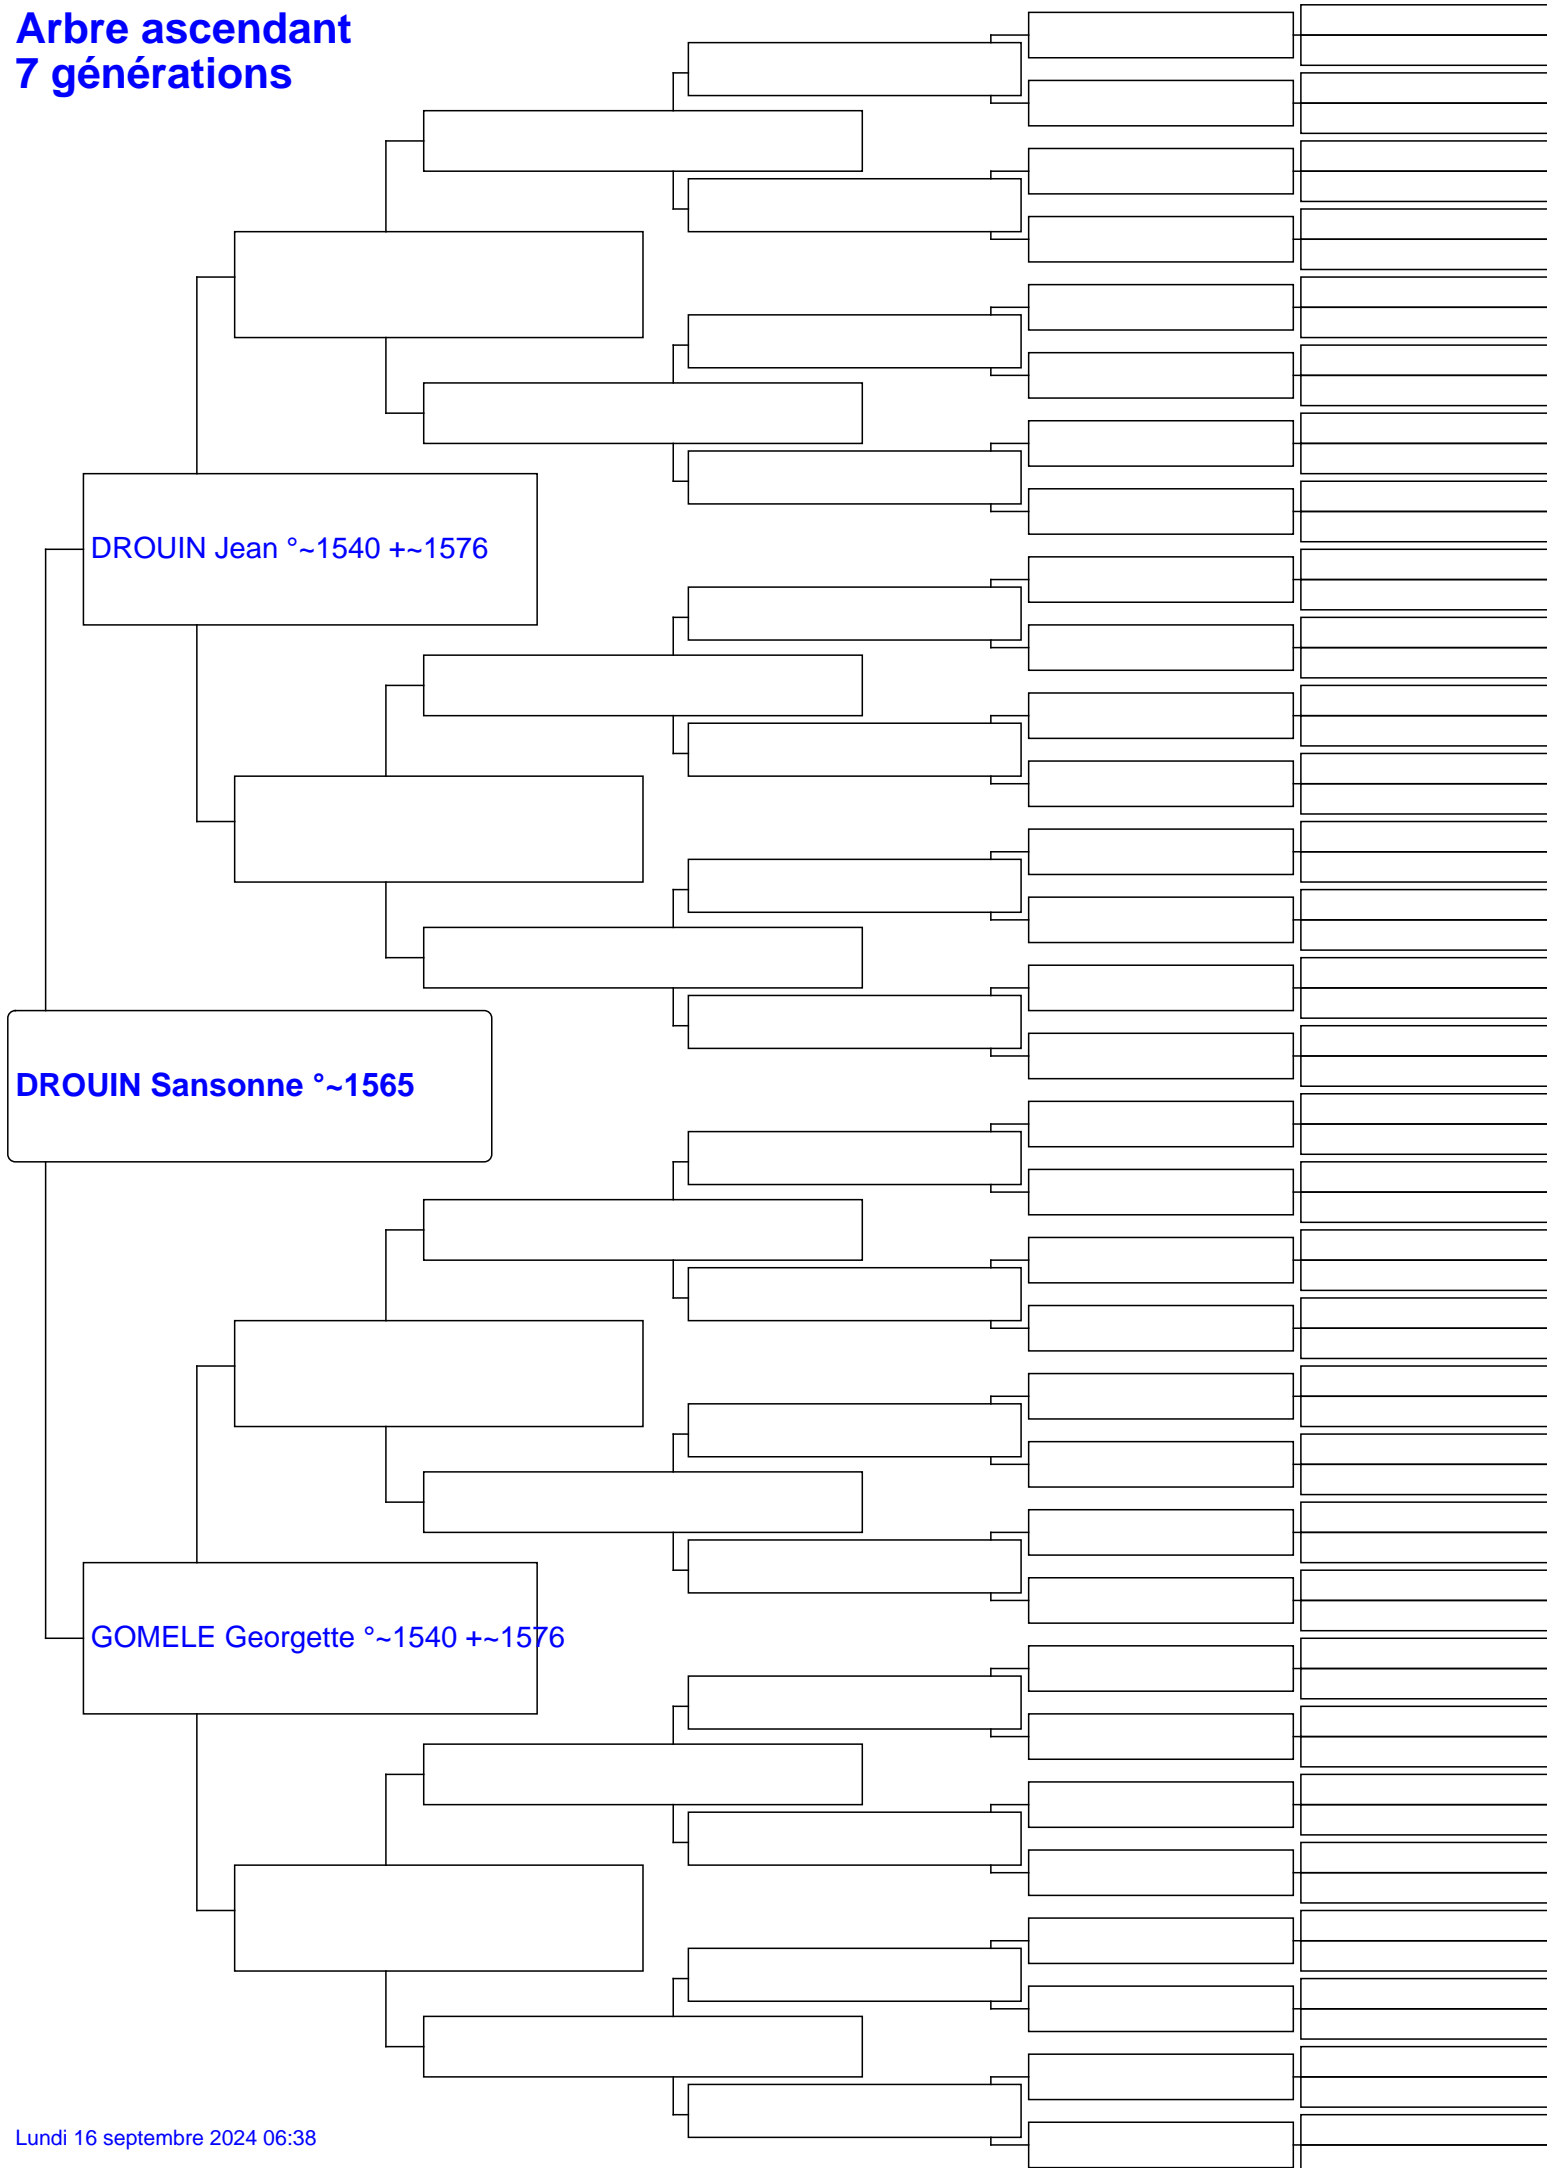 Arbre ascendant
7 générations
DROUIN Jean °~1540 +~1576
DROUIN Sansonne °~1565
GOMELE Georgette °~1540 +~1576
Lundi 16 septembre 2024 06:38